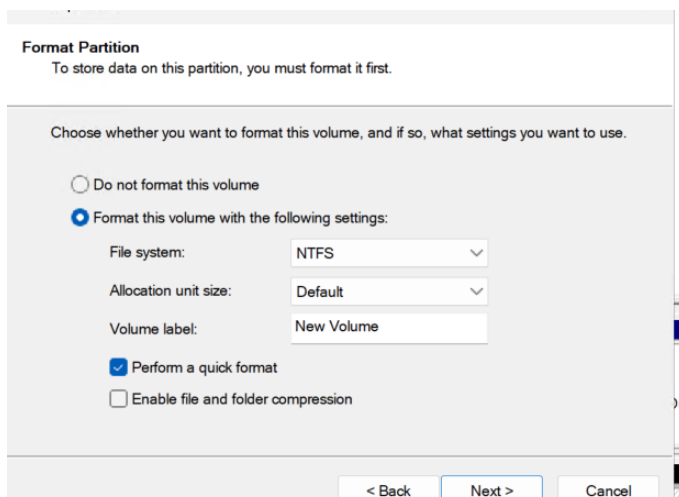 Format Partition
To store data on this partition, you must format it first.
Choose whether you want to format this volume, and if so, what settings you want to use.
Do not format this volume
Format this volume with the following settings:
File system: NTFS
Allocation unit size: Default
Volume label: New Volume
Perform a quick format
Enable file and folder compression
< Back Next > Cancel